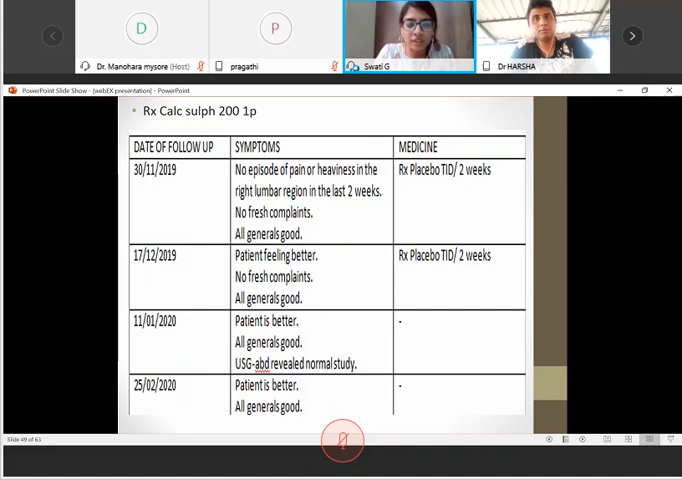 D
P
Dr. Manohara mysore (Host)
pragathi
Swati G
Dr HARSHA
PowerPoint Slide Show - [webEX presentation] - PowerPoint
• Rx Calc sulph 200 1p
DATE OF FOLLOW UP SYMPTOMS MEDICINE
30/11/2019 No episode of pain or heaviness in the Rx Placebo TID/ 2 weeks
right lumbar region in the last 2 weeks.
No fresh complaints.
All generals good.
17/12/2019 Patient feeling better. Rx Placebo TID/ 2 weeks
No fresh complaints.
All generals good.
11/01/2020 Patient is better. -
All generals good.
USG-abd revealed normal study.
25/02/2020 Patient is better. -
All generals good.
Slide 49 of 63